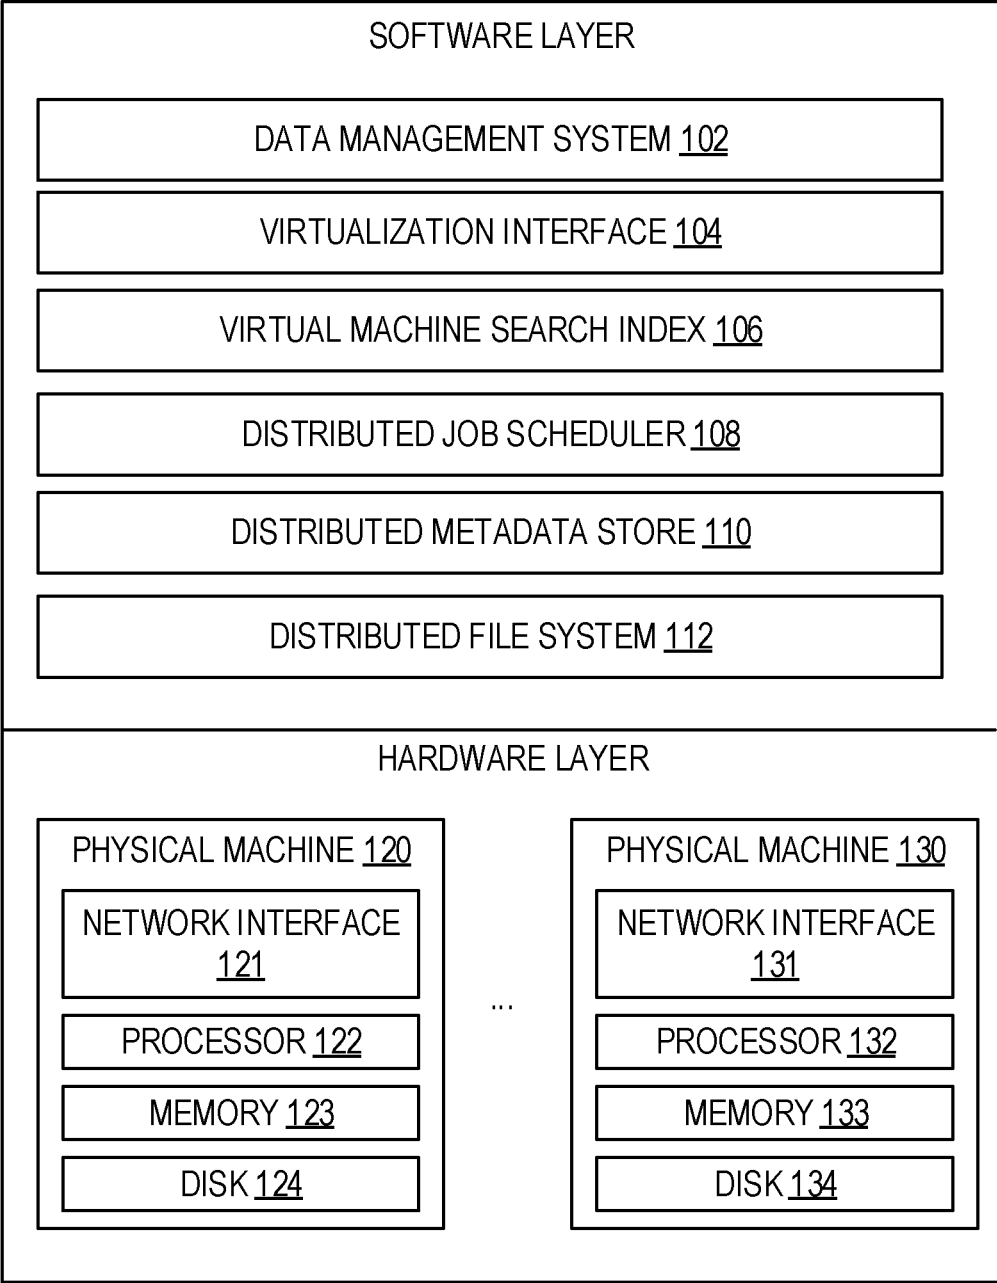 SOFTWARE LAYER
DATA MANAGEMENT SYSTEM 102
VIRTUALIZATION INTERFACE 104
VIRTUAL MACHINE SEARCH INDEX 106
DISTRIBUTED JOB SCHEDULER 108
DISTRIBUTED METADATA STORE 110
DISTRIBUTED FILE SYSTEM 112
HARDWARE LAYER
PHYSICAL MACHINE 120
NETWORK INTERFACE
121
PROCESSOR 122
MEMORY 123
DISK 124
...
PHYSICAL MACHINE 130
NETWORK INTERFACE
131
PROCESSOR 132
MEMORY 133
DISK 134